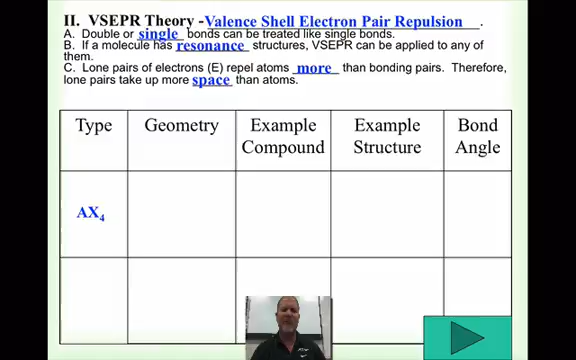 II. VSEPR Theory -Valence Shell Electron Pair Repulsion.
A. Double or single bonds can be treated like single bonds.
B. If a molecule has resonance structures, VSEPR can be applied to any of
them.
C. Lone pairs of electrons (E) repel atoms more than bonding pairs. Therefore,
lone pairs take up more space than atoms.
Type Geometry Example Compound Example Structure Bond Angle
AX₄